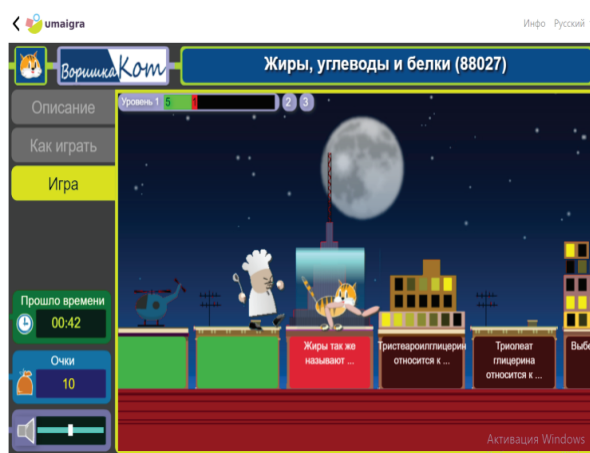 umaigra
Инфо Русский
Воришка Кот
Жиры, углеводы и белки (88027)
Описание
Как играть
Игра
Уровень 1 5
2 3
Прошло времени
00:42
Очки
10
Жиры так же
называют ...
Тристеароилглицерин
относится к ...
Триолеат
глицерина
относится к ...
Выбе
Активация Windows